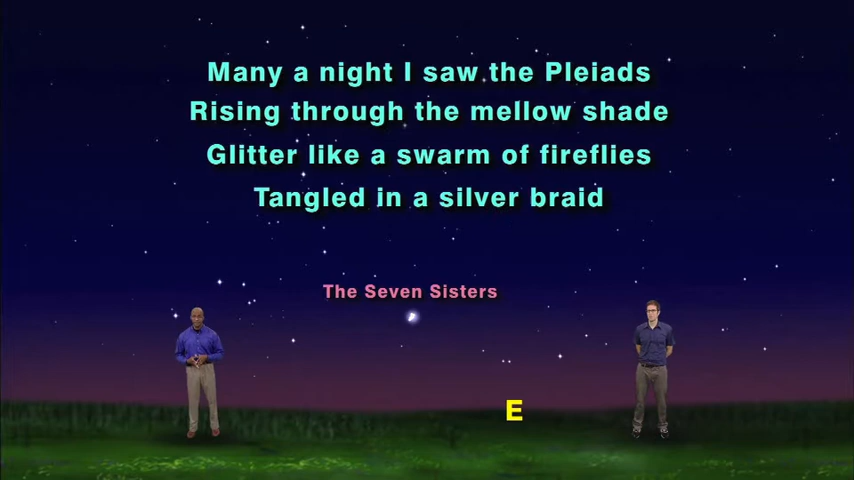 Many a night I saw the Pleiads
Rising through the mellow shade
Glitter like a swarm of fireflies
Tangled in a silver braid
The Seven Sisters
E